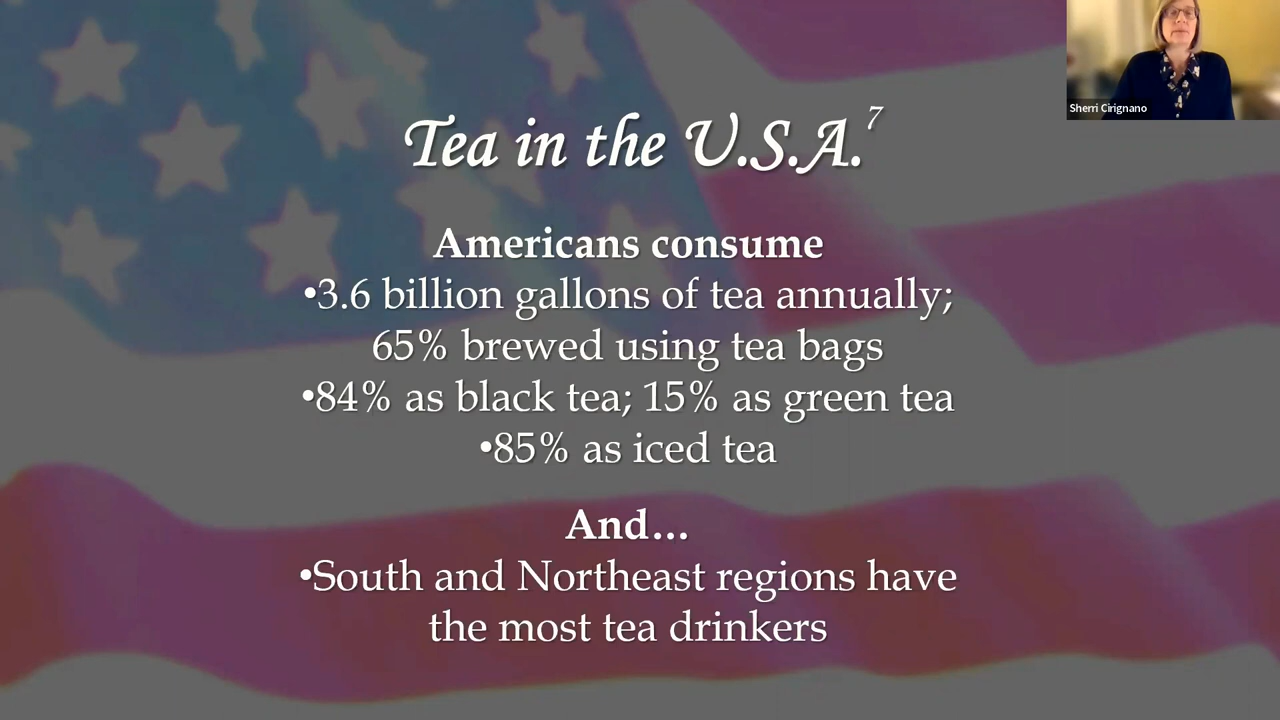 Sherri Cirignano
Tea in the U.S.A.7
Americans consume
•3.6 billion gallons of tea annually;
65% brewed using tea bags
•84% as black tea; 15% as green tea
•85% as iced tea
And…
•South and Northeast regions have
the most tea drinkers